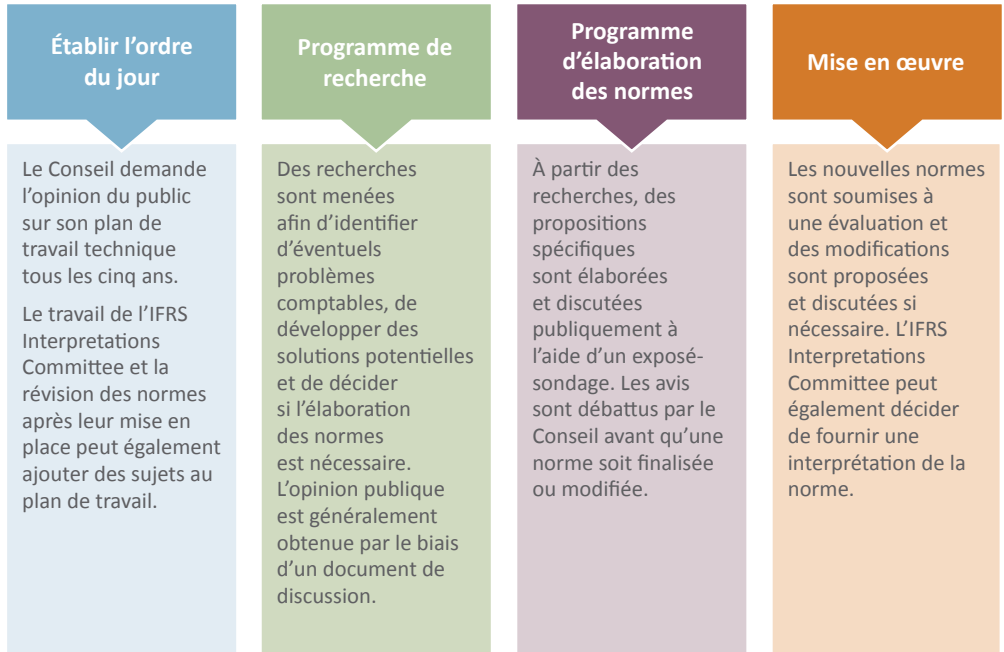 Établir l’ordre
du jour
Le Conseil demande
l’opinion du public
sur son plan de
travail technique
tous les cinq ans.
Le travail de l’IFRS
Interpretations
Committee et la
révision des normes
après leur mise en
place peut également
ajouter des sujets au
plan de travail.
Programme de
recherche
Des recherches
sont menées
afin d’identifier
d’éventuels
problèmes
comptables, de
développer des
solutions potentielles
et de décider
si l’élaboration
des normes
est nécessaire.
L’opinion publique
est généralement
obtenue par le biais
d’un document de
discussion.
Programme
d’élaboration
des normes
À partir des
recherches, des
propositions
spécifiques
sont élaborées
et discutées
publiquement à
l’aide d’un exposé-
sondage. Les avis
sont débattus par le
Conseil avant qu’une
norme soit finalisée
ou modifiée.
Mise en œuvre
Les nouvelles normes
sont soumises à
une évaluation et
des modifications
sont proposées
et discutées si
nécessaire. L’IFRS
Interpretations
Committee peut
également décider
de fournir une
interprétation de la
norme.